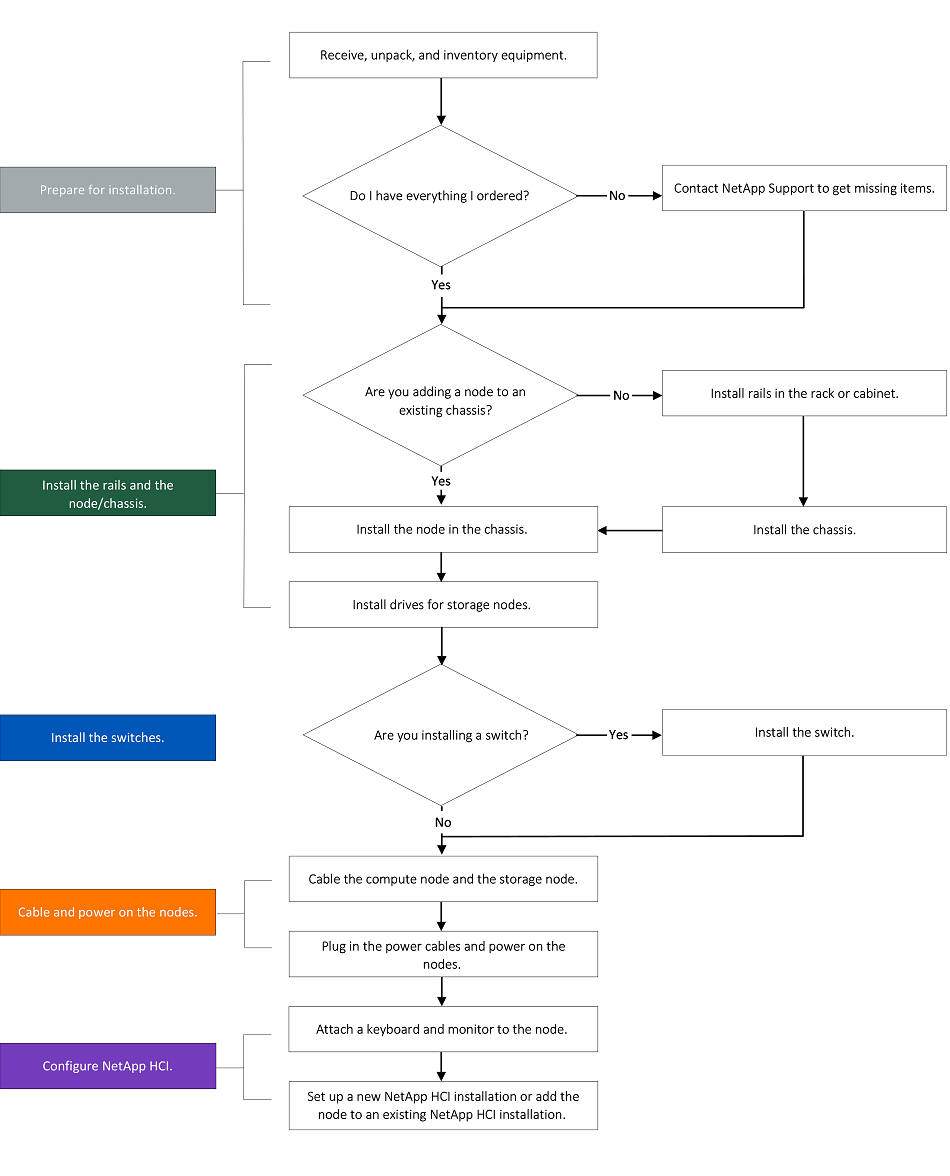 Receive, unpack, and inventory equipment.
Prepare for installation.
Do I have everything I ordered?
No
Contact NetApp Support to get missing items.
Yes
Are you adding a node to an
existing chassis?
No
Install rails in the rack or cabinet.
Yes
Install the rails and the
node/chassis.
Install the node in the chassis.
Install the chassis.
Install drives for storage nodes.
Install the switches.
Are you installing a switch?
Yes
Install the switch.
No
Cable the compute node and the storage node.
Cable and power on the nodes.
Plug in the power cables and power on the
nodes.
Attach a keyboard and monitor to the node.
Configure NetApp HCI.
Set up a new NetApp HCI installation or add the
node to an existing NetApp HCI installation.